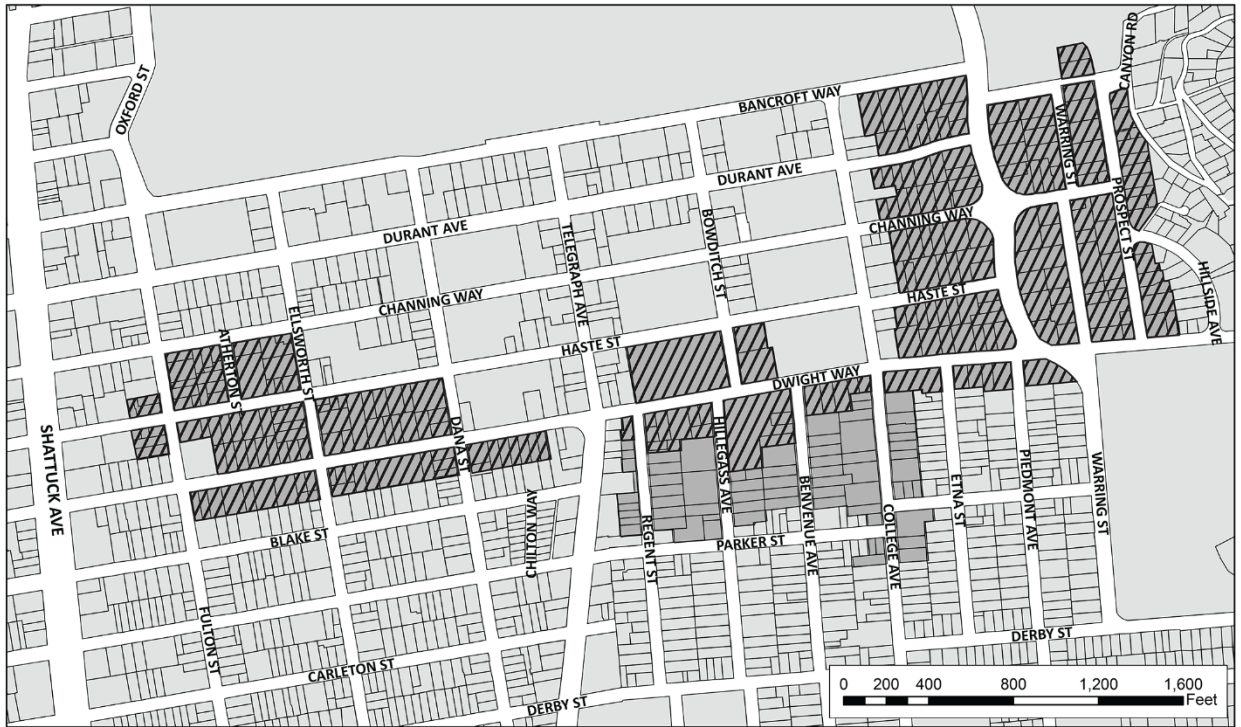 CANYON RD
OXFORD ST
BANCROFT WAY
WARRING ST
DURANT AVE
PROSPECT ST
DURANT AVE
TELEGRAPH AVE
BOWDITCH ST
CHANNING WAY
HILLSIDE AVE
CHANNING WAY
HASTE ST
ELLSWORTH ST
ATHERTON ST
HASTE ST
DWIGHT WAY
SHATTUCK AVE
DANA ST
HILLEGASS AVE
PIEDMONT AVE
WARRING ST
ETNA ST
BENVENUE AVE
COLLEGE AVE
CHILTON WAY
REGENT ST
BLAKE ST
PARKER ST
FULTON ST
DERBY ST
CARLETON ST
DERBY ST
0 200 400 800 1,200 1,600
Feet